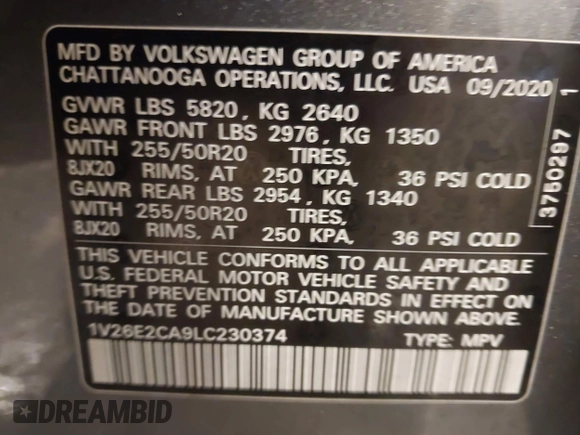 MFD BY VOLKSWAGEN GROUP OF AMERICA
CHATTANOOGA OPERATIONS, LLC. USA 09/2020
GVWR LBS 5820 , KG 2640
GAWR FRONT LBS 2976 , KG 1350
WITH 255/50R20 TIRES,
8JX20 RIMS, AT 250 KPA, 36 PSI COLD
GAWR REAR LBS 2954 , KG 1340
WITH 255/50R20 TIRES,
8JX20 RIMS, AT 250 KPA, 36 PSI COLD
THIS VEHICLE CONFORMS TO ALL APPLICABLE
U.S. FEDERAL MOTOR VEHICLE SAFETY AND
THEFT PREVENTION STANDARDS IN EFFECT ON
THE DATE OF MANUFACTURE SHOWN ABOVE.
1V26E2CA9LC230374 TYPE: MPV
3750297 1
DREAMBID